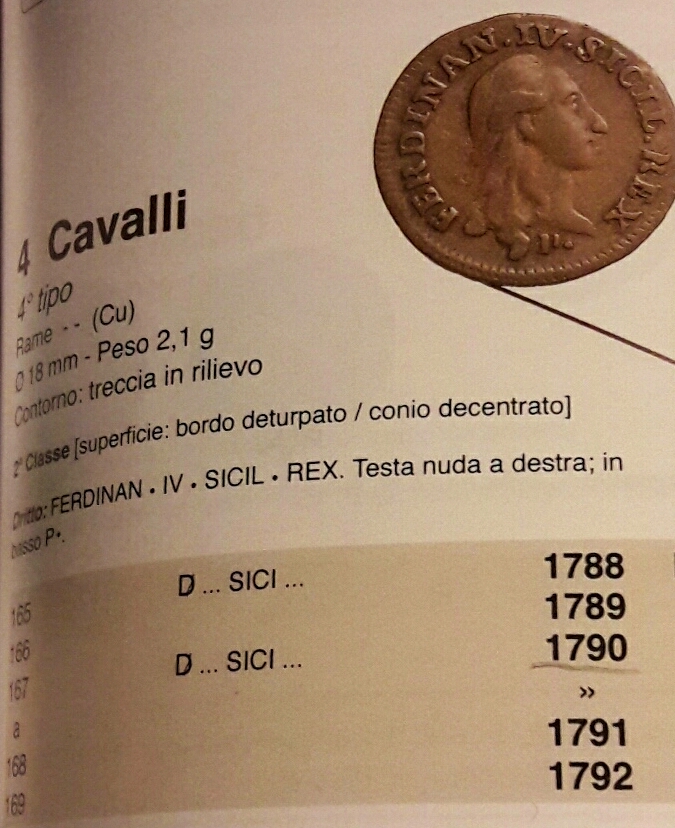 FERDINAN. IV. SICIL. REX
P.
4 Cavalli
4° tipo
Rame - - (Cu)
Ø 18 mm - Peso 2,1 g
Contorno: treccia in rilievo
2ª Classe [superficie: bordo deturpato / conio decentrato]
Dritto: FERDINAN • IV • SICIL • REX. Testa nuda a destra; in
basso P•.
165 D ... SICI ... 1788
166 1789
167 D ... SICI ... 1790
a »
168 1791
169 1792